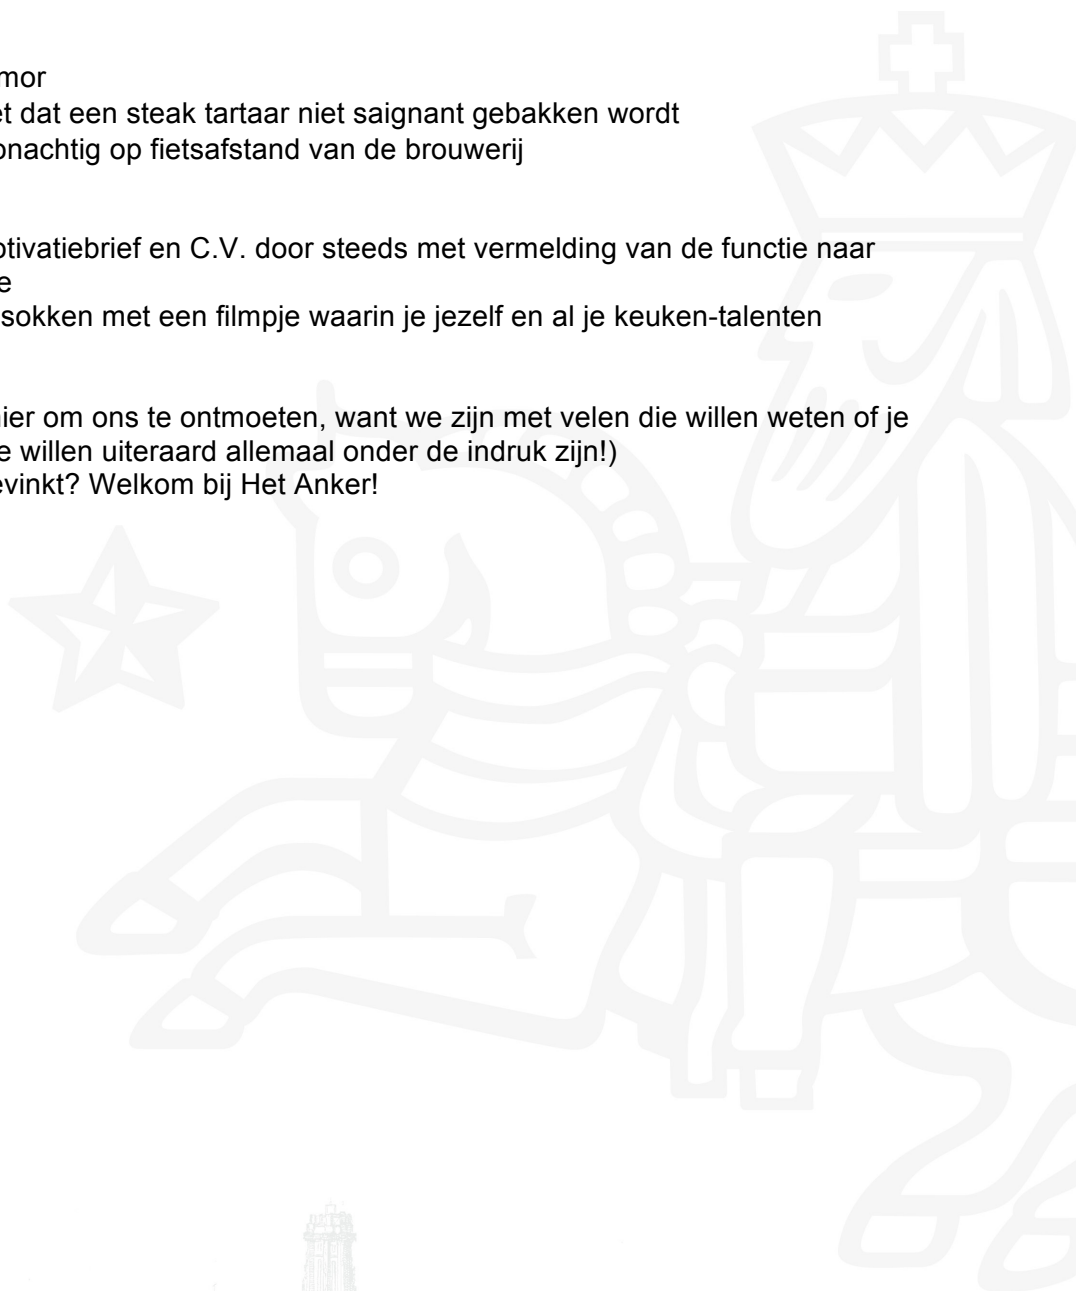 mor
et dat een steak tartaar niet saignant gebakken wordt
onachtig op fietsafstand van de brouwerij
otivatiebrief en C.V. door steeds met vermelding van de functie naar
e
sokken met een filmpje waarin je jezelf en al je keuken-talenten
hier om ons te ontmoeten, want we zijn met velen die willen weten of je
e willen uiteraard allemaal onder de indruk zijn!)
evinkt? Welkom bij Het Anker!